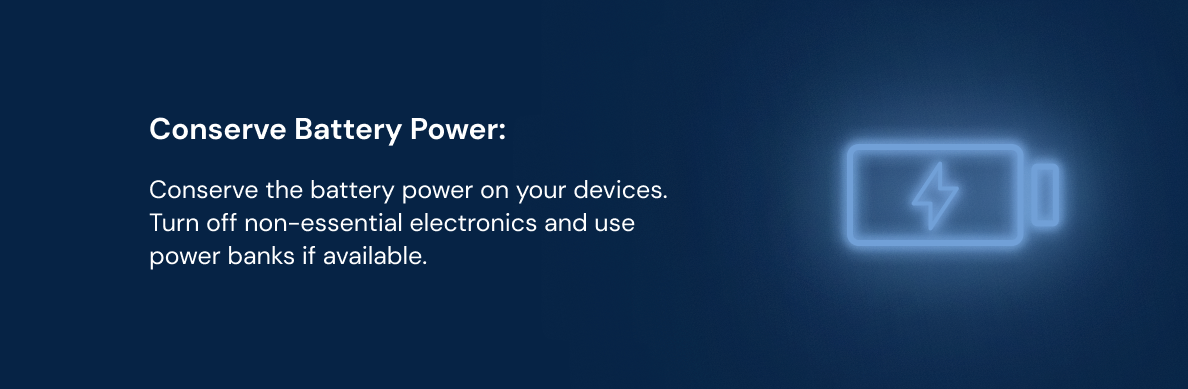 Conserve Battery Power:
Conserve the battery power on your devices.
Turn off non-essential electronics and use
power banks if available.